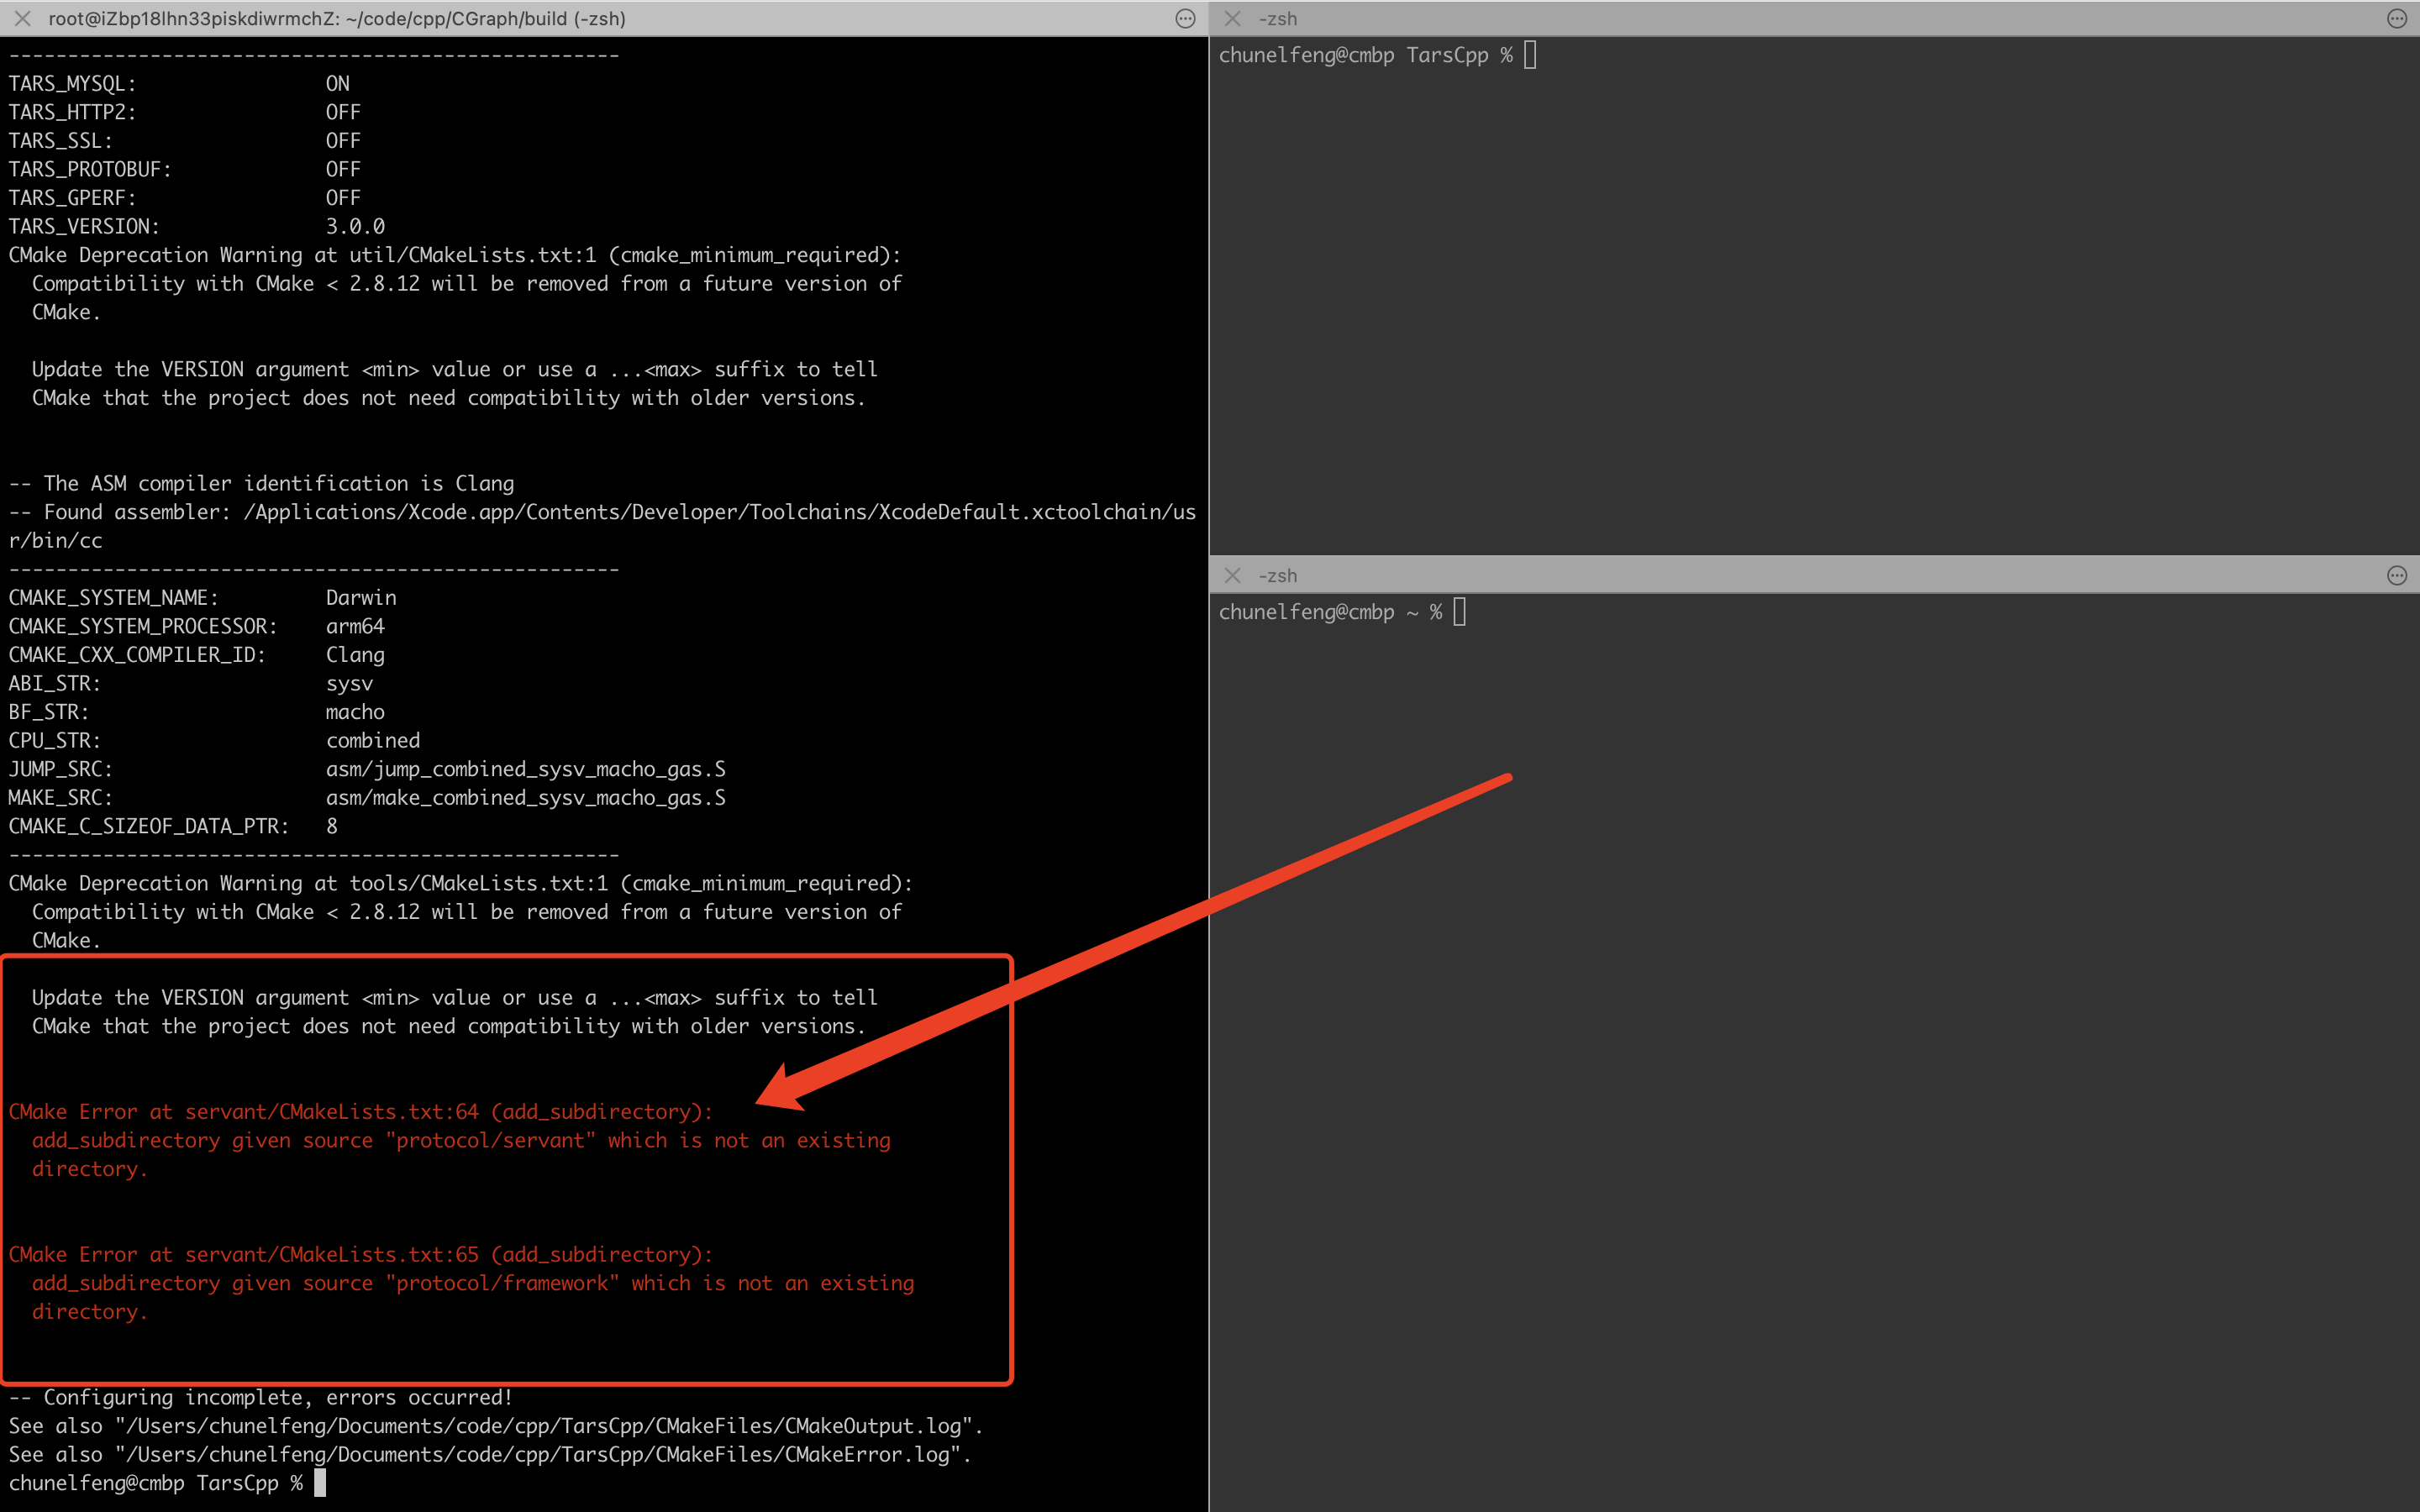 root@iZbp18lhn33piskdiwrmchZ: ~/code/cpp/CGraph/build (-zsh)
--------------------------------------------------
TARS_MYSQL: ON
TARS_HTTP2: OFF
TARS_SSL: OFF
TARS_PROTOBUF: OFF
TARS_GPERF: OFF
TARS_VERSION: 3.0.0
CMake Deprecation Warning at util/CMakeLists.txt:1 (cmake_minimum_required):
Compatibility with CMake < 2.8.12 will be removed from a future version of
CMake.
Update the VERSION argument <min> value or use a ...<max> suffix to tell
CMake that the project does not need compatibility with older versions.
-- The ASM compiler identification is Clang
-- Found assembler: /Applications/Xcode.app/Contents/Developer/Toolchains/XcodeDefault.xctoolchain/us
r/bin/cc
--------------------------------------------------
CMAKE_SYSTEM_NAME: Darwin
CMAKE_SYSTEM_PROCESSOR: arm64
CMAKE_CXX_COMPILER_ID: Clang
ABI_STR: sysv
BF_STR: macho
CPU_STR: combined
JUMP_SRC: asm/jump_combined_sysv_macho_gas.S
MAKE_SRC: asm/make_combined_sysv_macho_gas.S
CMAKE_C_SIZEOF_DATA_PTR: 8
--------------------------------------------------
CMake Deprecation Warning at tools/CMakeLists.txt:1 (cmake_minimum_required):
Compatibility with CMake < 2.8.12 will be removed from a future version of
CMake.
Update the VERSION argument <min> value or use a ...<max> suffix to tell
CMake that the project does not need compatibility with older versions.
CMake Error at servant/CMakeLists.txt:64 (add_subdirectory):
add_subdirectory given source "protocol/servant" which is not an existing
directory.
CMake Error at servant/CMakeLists.txt:65 (add_subdirectory):
add_subdirectory given source "protocol/framework" which is not an existing
directory.
-- Configuring incomplete, errors occurred!
See also "/Users/chunelfeng/Documents/code/cpp/TarsCpp/CMakeFiles/CMakeOutput.log".
See also "/Users/chunelfeng/Documents/code/cpp/TarsCpp/CMakeFiles/CMakeError.log".
chunelfeng@cmbp TarsCpp %
-zsh
chunelfeng@cmbp TarsCpp %
-zsh
chunelfeng@cmbp ~ %